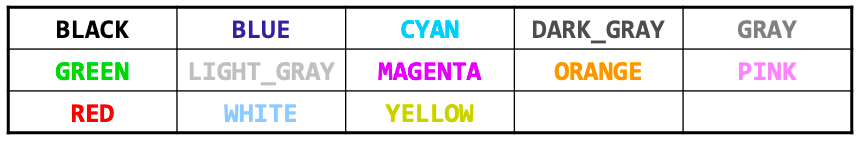 BLACK BLUE CYAN DARK_GRAY GRAY
GREEN LIGHT_GRAY MAGENTA ORANGE PINK
RED WHITE YELLOW